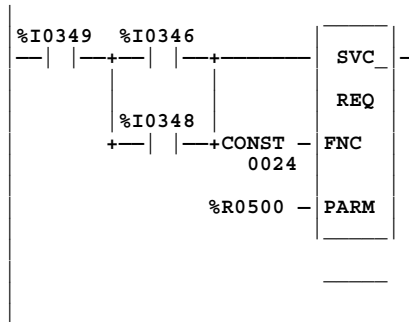 %I0349 %I0346
SVC_
REQ
%I0348
CONST FNC
0024
%R0500 PARM